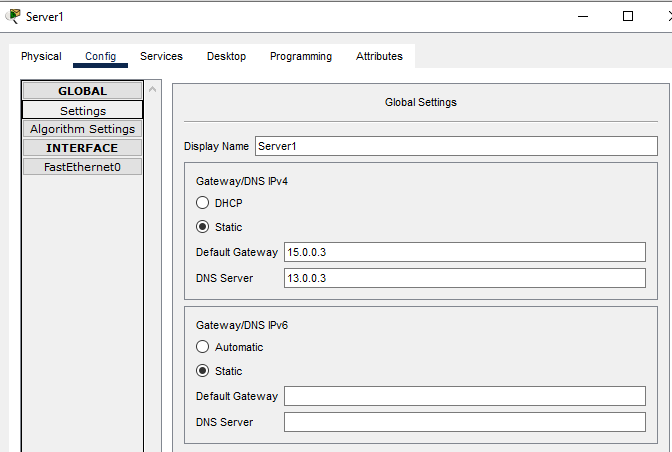 Server1
Physical Config Services Desktop Programming Attributes
GLOBAL
Settings
Algorithm Settings
INTERFACE
FastEthernet0
Global Settings
Display Name Server1
Gateway/DNS IPv4
DHCP
Static
Default Gateway 15.0.0.3
DNS Server 13.0.0.3
Gateway/DNS IPv6
Automatic
Static
Default Gateway
DNS Server